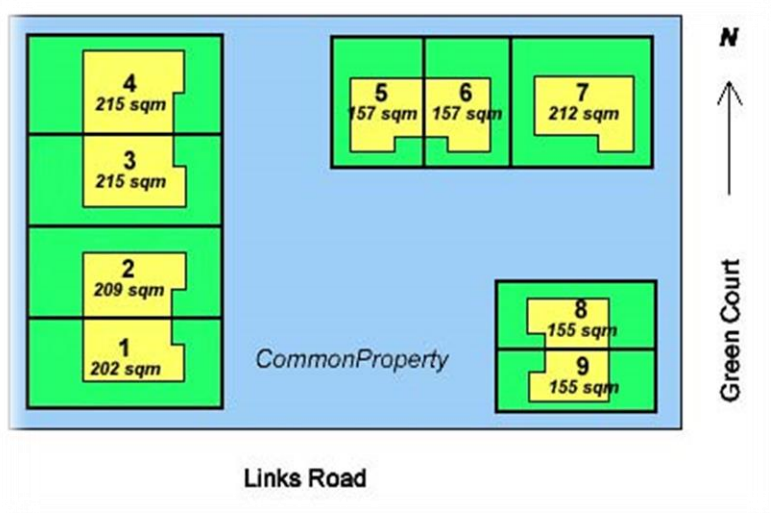 N
4
215 sqm
3
215 sqm
2
209 sqm
1
202 sqm
5
157 sqm
6
157 sqm
7
212 sqm
8
155 sqm
9
155 sqm
CommonProperty
Green Court
Links Road